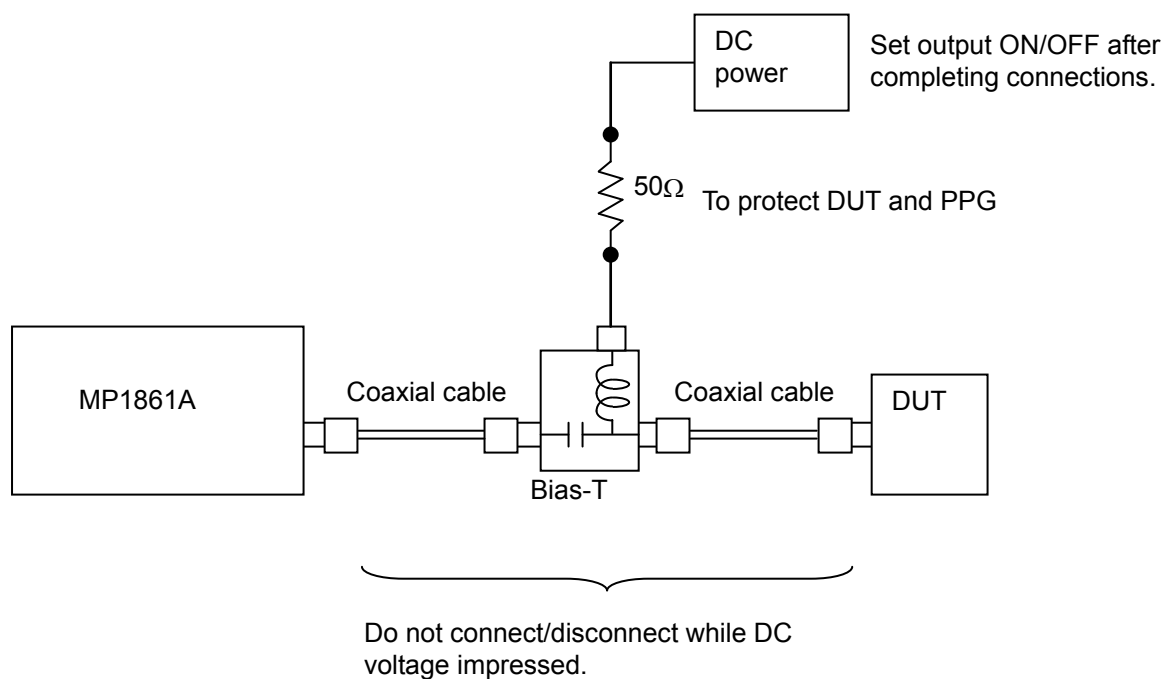 DC
power
Set output ON/OFF after
completing connections.
50Ω
To protect DUT and PPG
MP1861A
Coaxial cable
Coaxial cable
DUT
Bias-T
Do not connect/disconnect while DC
voltage impressed.